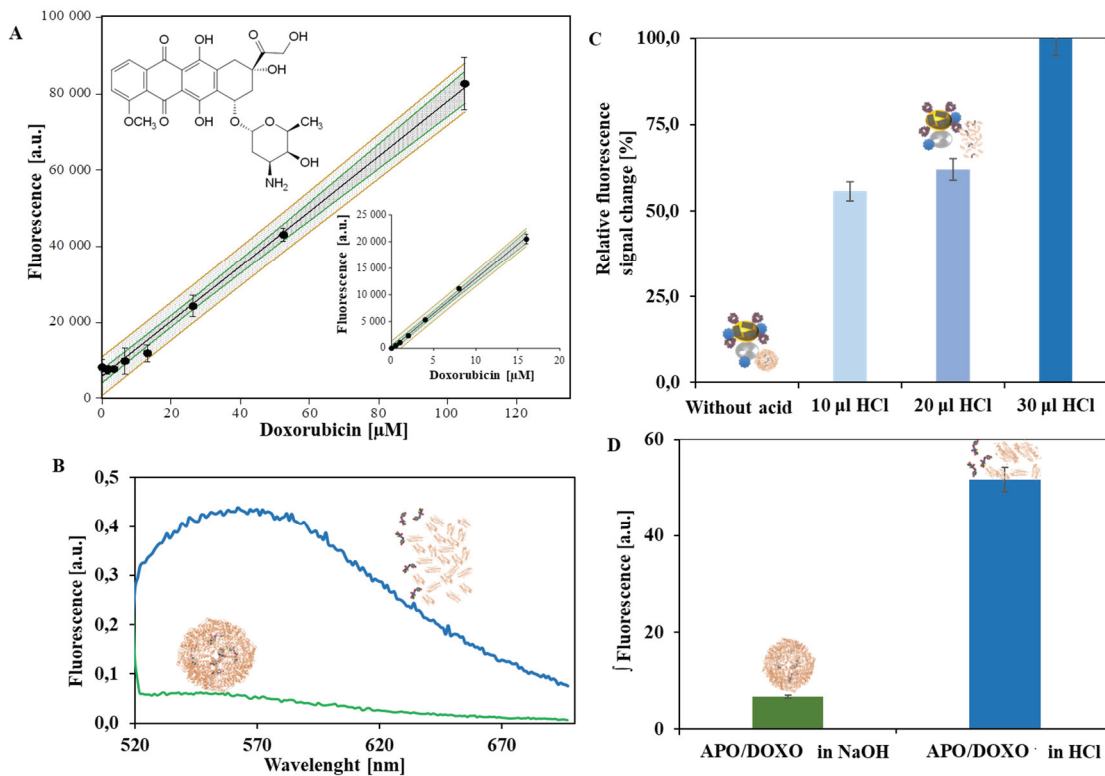 A
Fluorescence [a.u.]
100 000
80 000
60 000
40 000
20 000
0
0
20
40
60
80
100
120
Doxorubicin [µM]
O
OH
O
OH
OH
OCH₃
O
OH
O
O
CH₃
OH
NH₂
Fluorescence [a.u.]
25 000
20 000
15 000
10 000
5 000
0
0
5
10
15
20
Doxorubicin [µM]
C
Relative fluorescence
signal change [%]
100,0
75,0
50,0
25,0
0,0
Without acid
10 µl HCl
20 µl HCl
30 µl HCl
B
Fluorescence [a.u.]
0,5
0,4
0,3
0,2
0,1
0,0
520
570
620
670
Wavelenght [nm]
D
∫ Fluorescence [a.u.]
60
40
20
0
APO/DOXO in NaOH
APO/DOXO in HCl